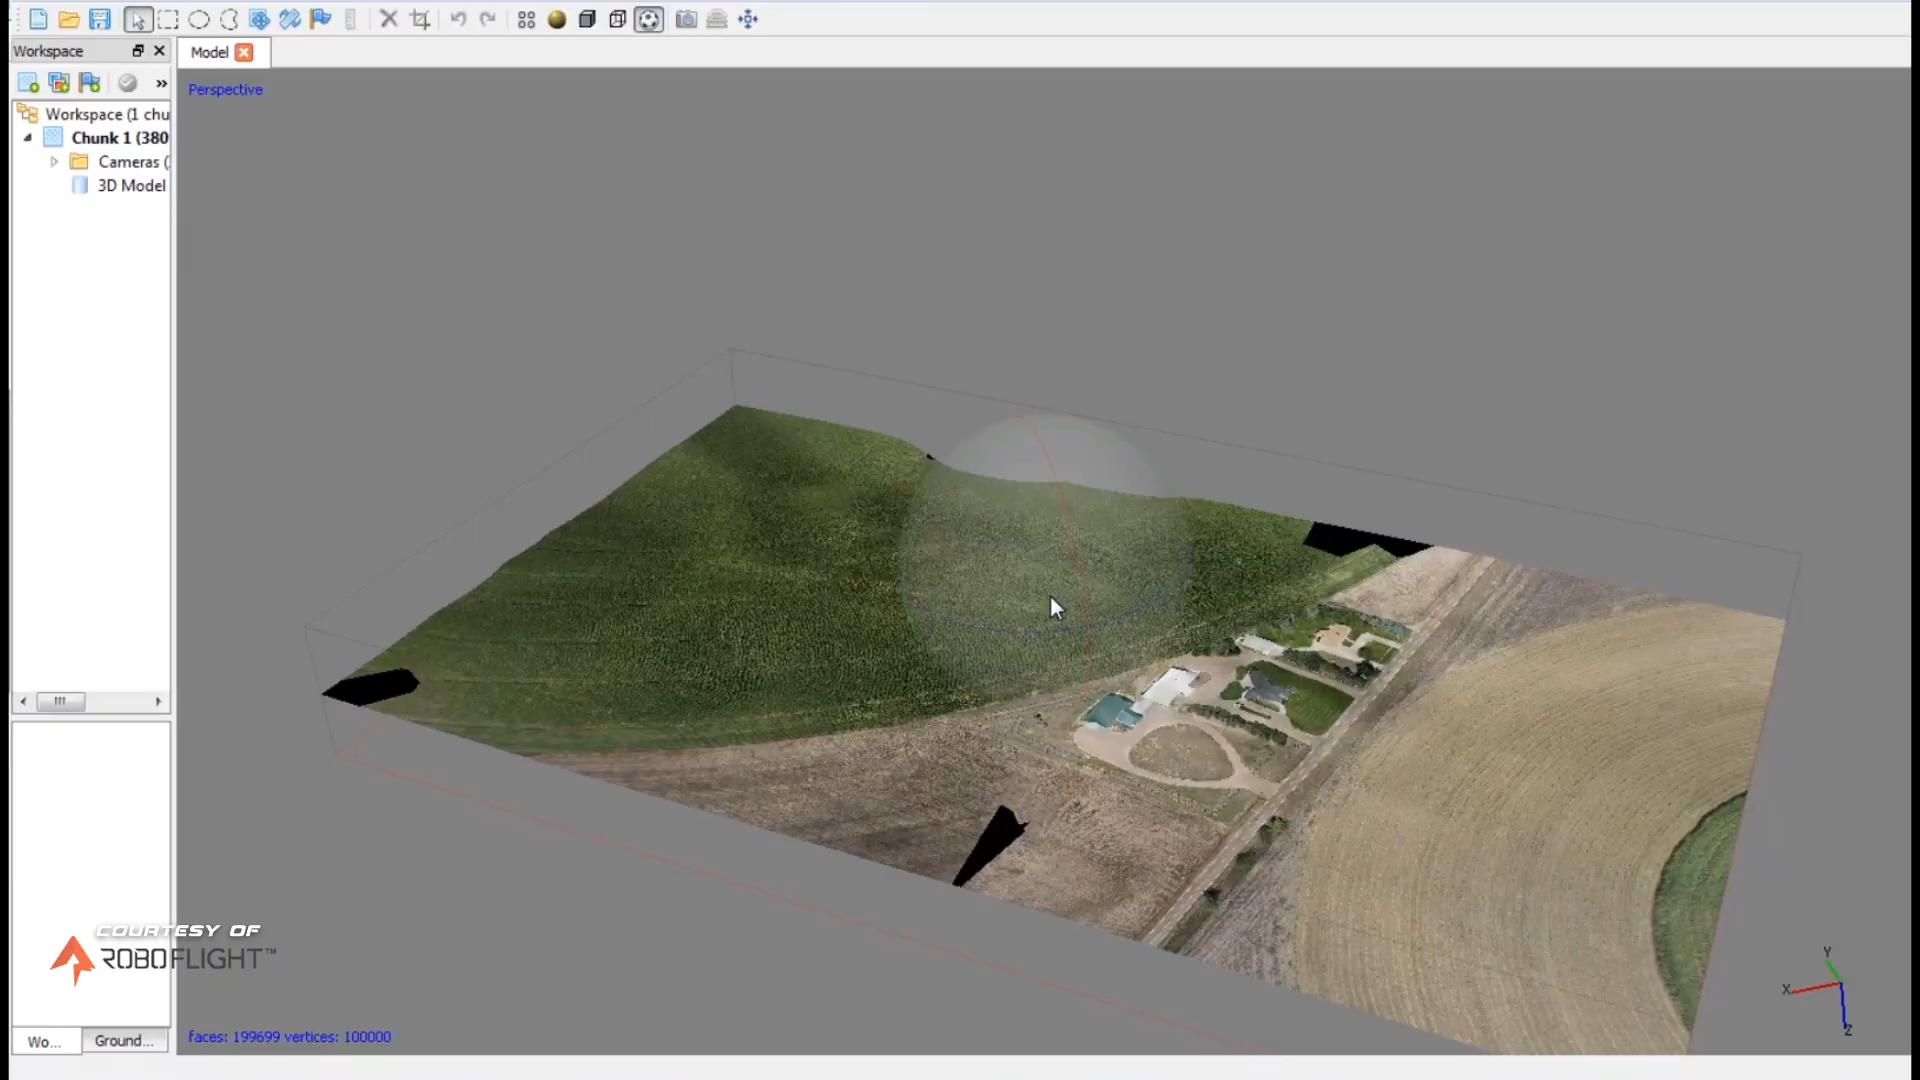 Workspace
Model
Perspective
Workspace (1 chu
Chunk 1 (380
Cameras (
3D Model
COURTESY OF
ROBOFLIGHT™
faces: 199699 vertices: 100000
Wo...
Ground...
X
Y
Z